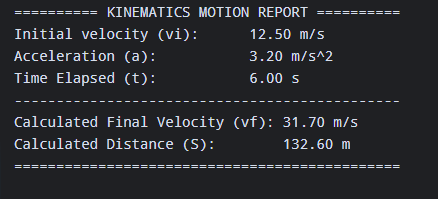 ========== KINEMATICS MOTION REPORT ==========
Initial velocity (vi):      12.50 m/s
Acceleration (a):           3.20 m/s^2
Time Elapsed (t):           6.00 s
----------------------------------------------
Calculated Final Velocity (vf): 31.70 m/s
Calculated Distance (S):        132.60 m
==============================================